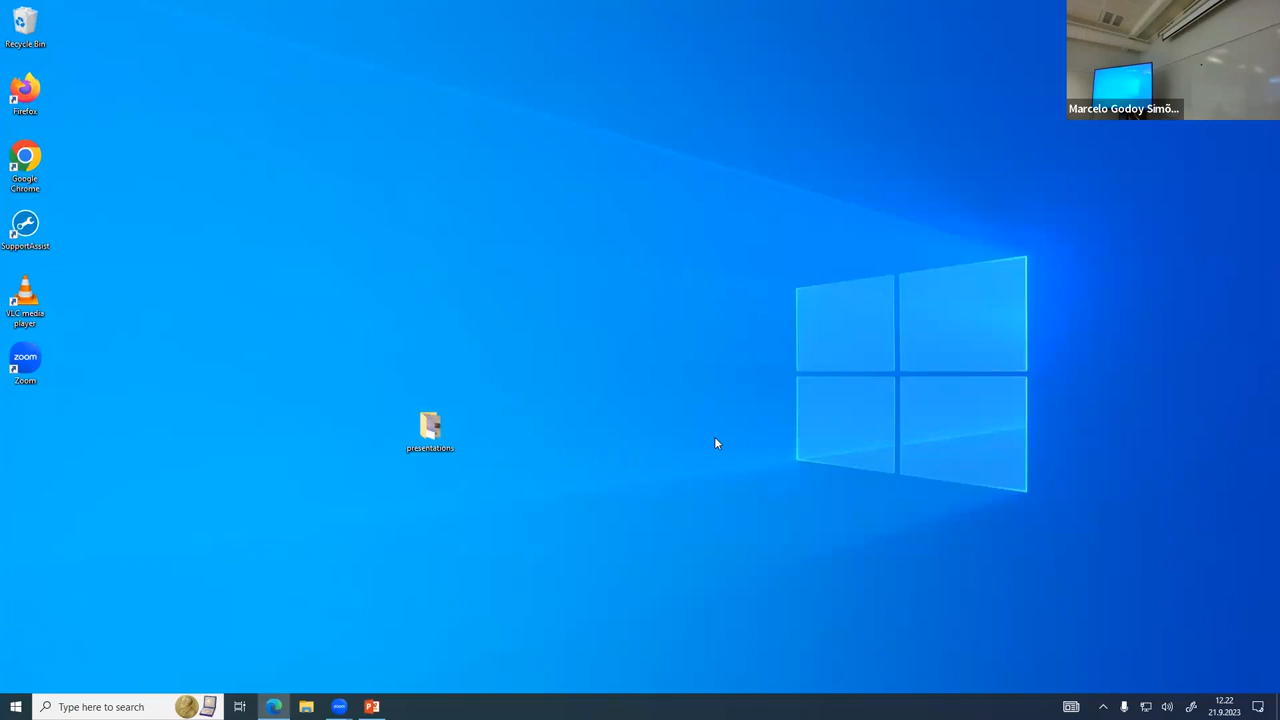 Recycle Bin
Firefox
Google
Chrome
SupportAssist
VLC media
player
zoom
Zoom
presentations
Marcelo Godoy Simõ...
Type here to search
12.22
21.9.2023